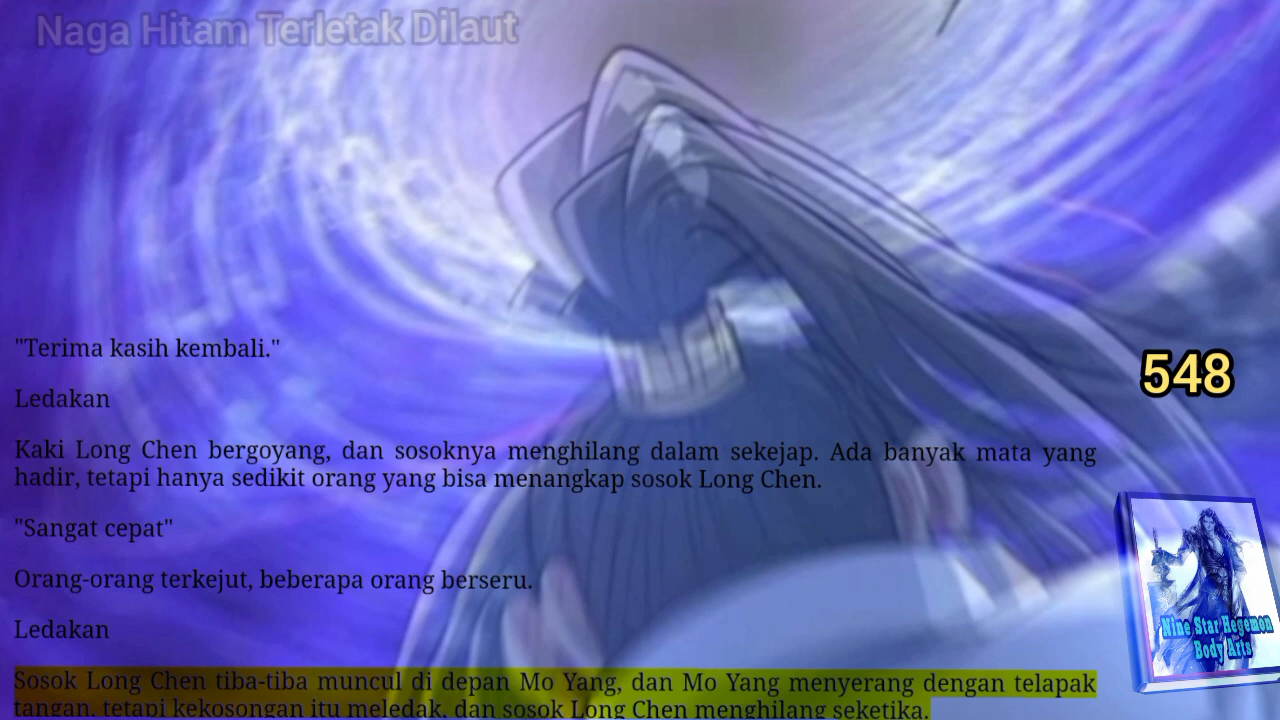 Naga Hitam Terletak Dilaut
"Terima kasih kembali."
Ledakan
Kaki Long Chen bergoyang, dan sosoknya menghilang dalam sekejap. Ada banyak mata yang
hadir, tetapi hanya sedikit orang yang bisa menangkap sosok Long Chen.
548
"Sangat cepat"
Orang-orang terkejut, beberapa orang berseru.
Ledakan
Nine Star Hegemon
Body Arts
Sosok Long Chen tiba-tiba muncul di depan Mo Yang, dan Mo Yang menyerang dengan telapak
tangan, tetapi kekosongan itu meledak, dan sosok Long Chen menghilang seketika.